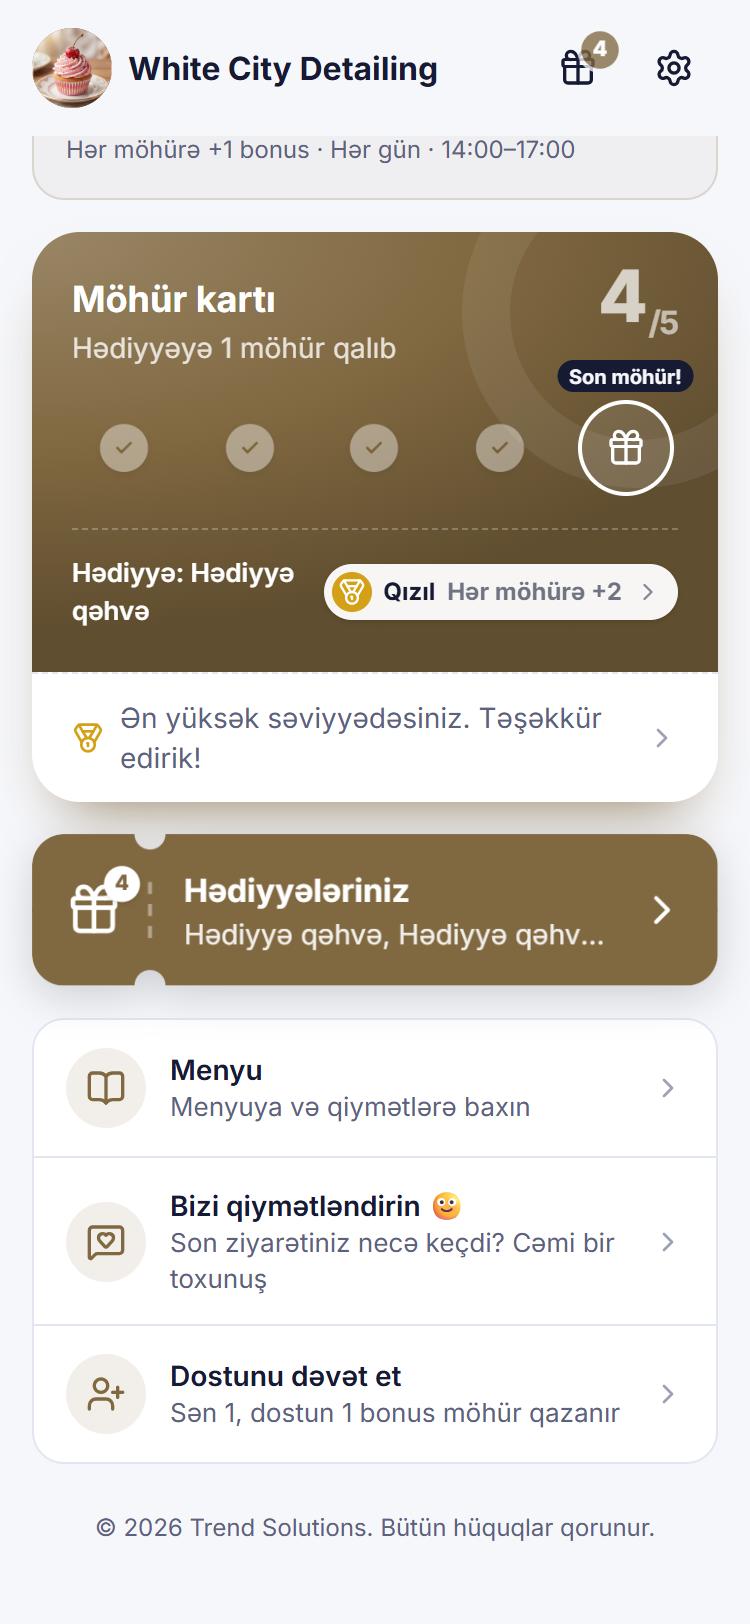 White City Detailing
4
Hər möhürə +1 bonus · Hər gün · 14:00–17:00
Möhür kartı
4/5
Hədiyyəyə 1 möhür qalıb
Son möhür!
Hədiyyə: Hədiyyə
qəhvə
Qızıl Hər möhürə +2
Ən yüksək səviyyədəsiniz. Təşəkkür
edirik!
4
Hədiyyələriniz
Hədiyyə qəhvə, Hədiyyə qəhv...
Menyu
Menyuya və qiymətlərə baxın
Bizi qiymətləndirin
Son ziyarətiniz necə keçdi? Cəmi bir
toxunuş
Dostunu dəvət et
Sən 1, dostun 1 bonus möhür qazanır
© 2026 Trend Solutions. Bütün hüquqlar qorunur.